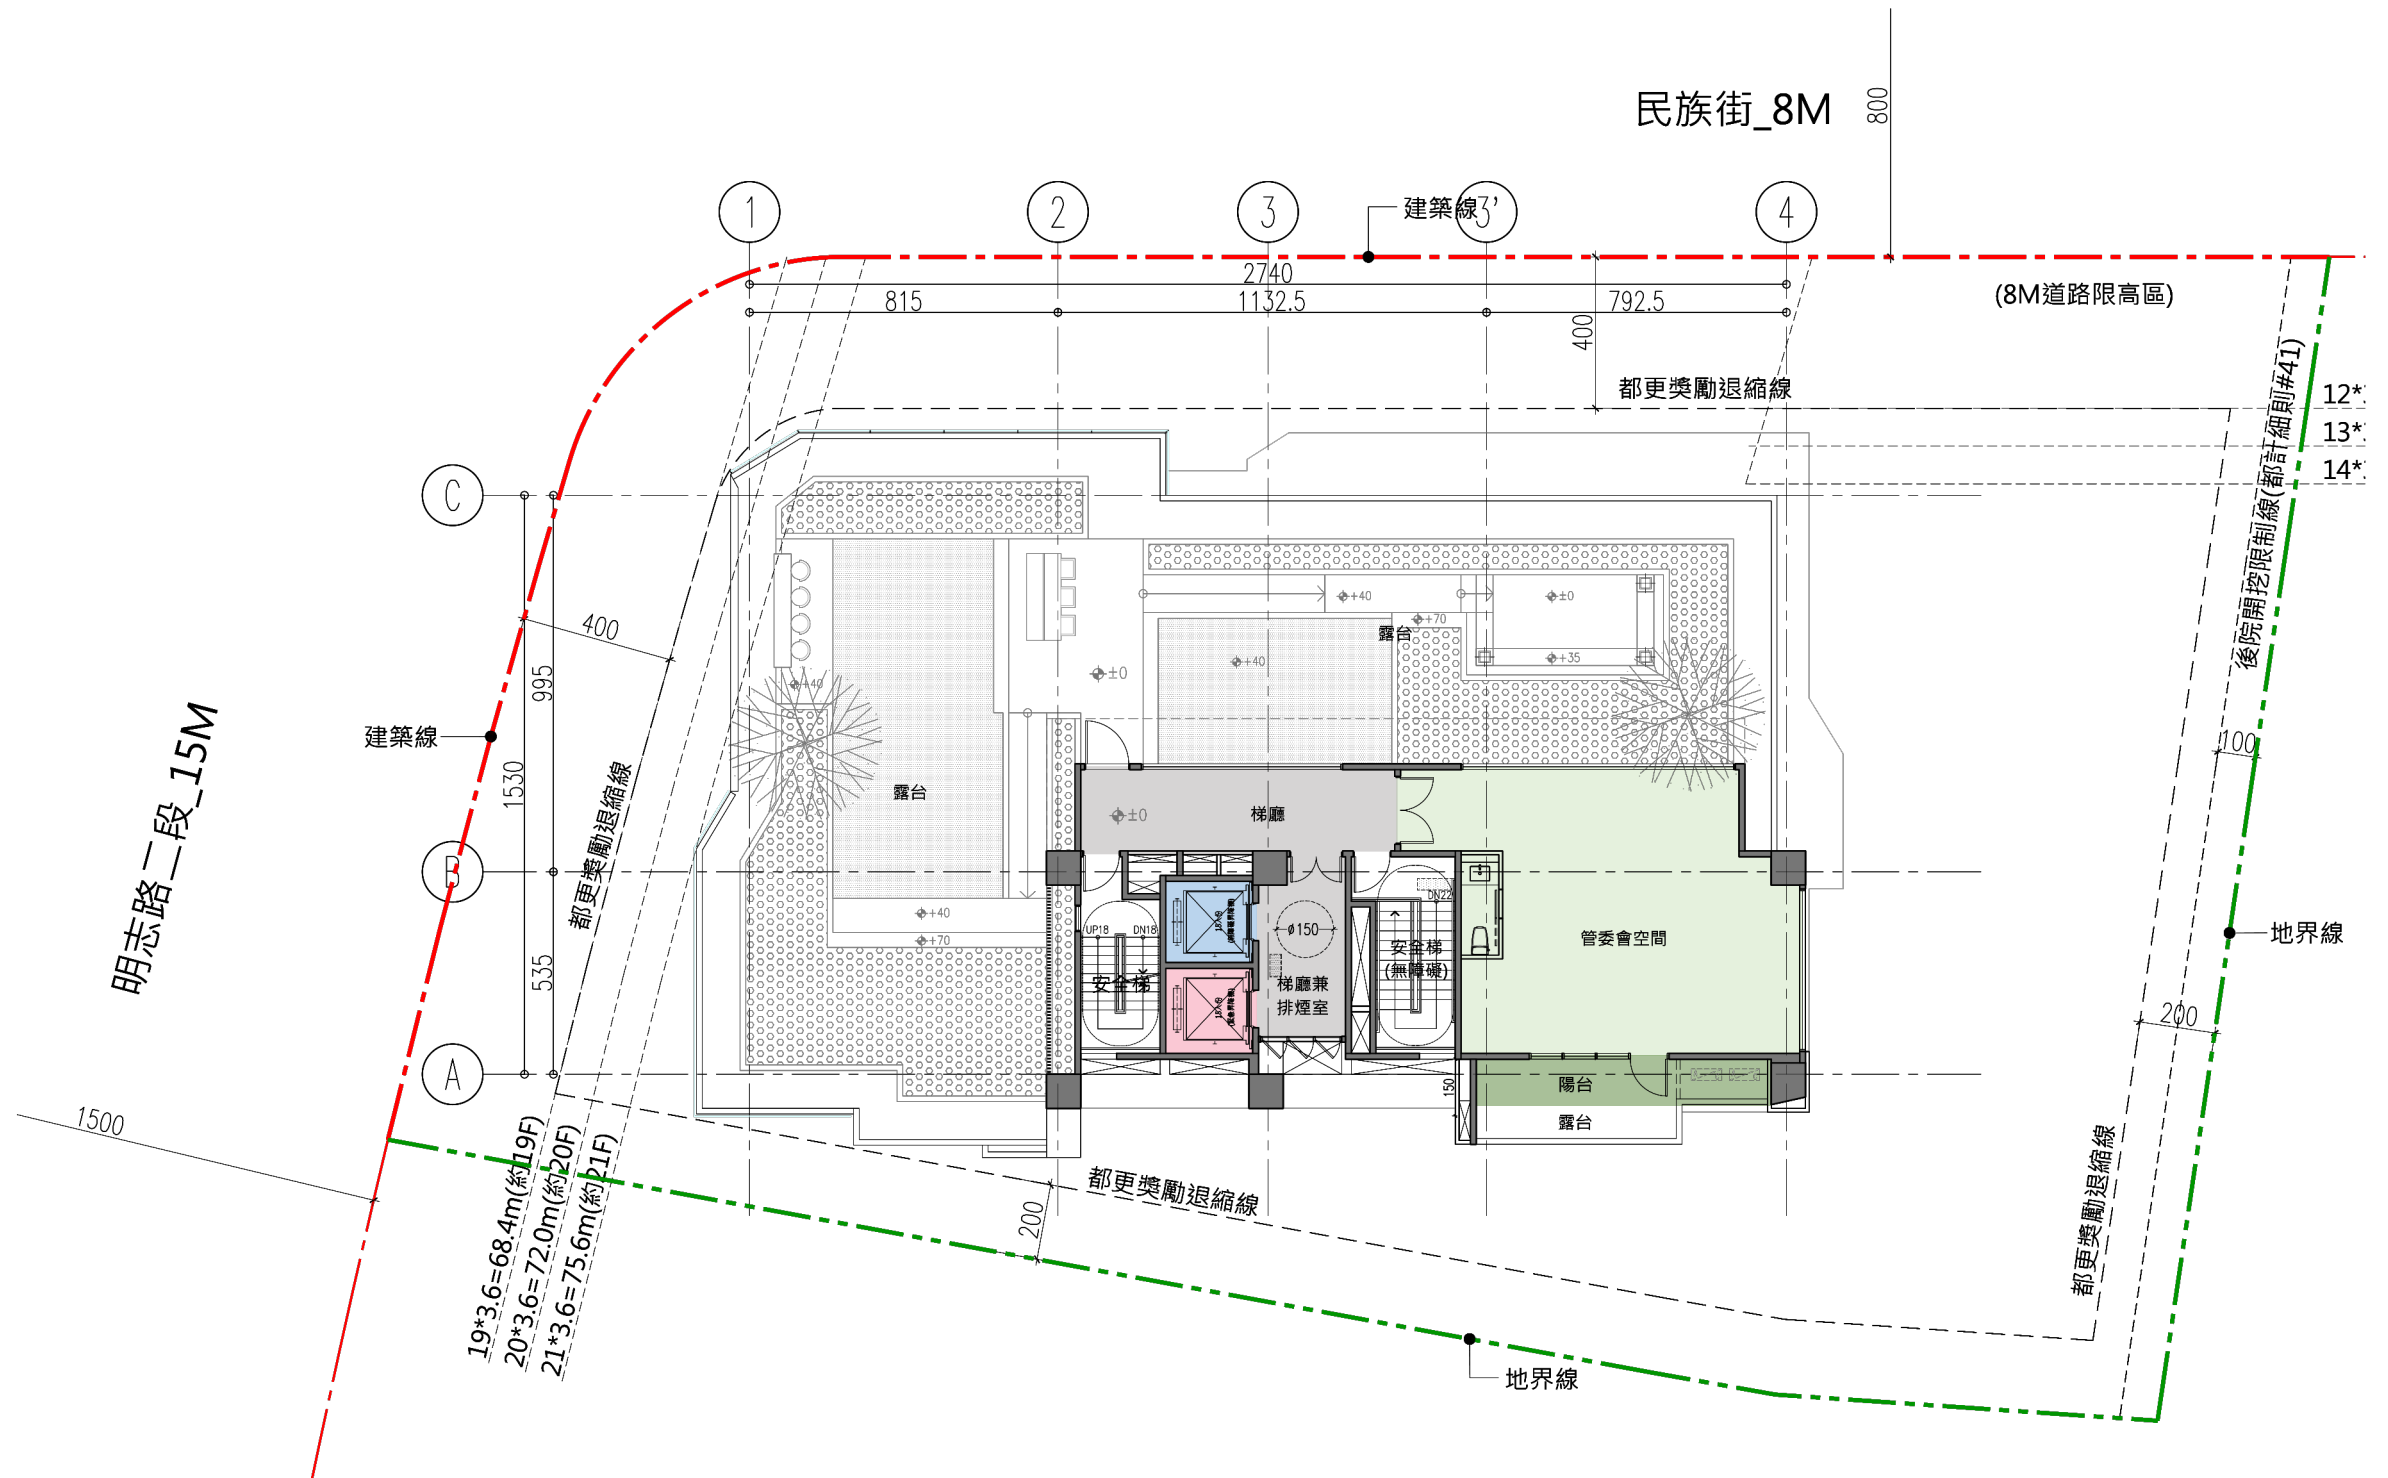 民族街_8M
800
1
2
3
建築線
3'
4
2740
815
1132.5
792.5
400
(8M道路限高區)
都更獎勵退縮線
後院開挖限制線(都計細則#41)
12*
13*
14*
C
400
995
1530
535
建築線
明志路二段_15M
都更獎勵退縮線
B
A
1500
+40
±0
+40
+70
露台
+40
+35
±0
+40
露台
±0
梯廳
+40
+70
UP18
DN18
安全梯
ø150
梯廳兼
排煙室
DN22
安全梯
(無障礙)
管委會空間
陽台
露台
150
100
地界線
200
都更獎勵退縮線
19*3.6=68.4m(約19F)
20*3.6=72.0m(約20F)
21*3.6=75.6m(約21F)
都更獎勵退縮線
200
地界線